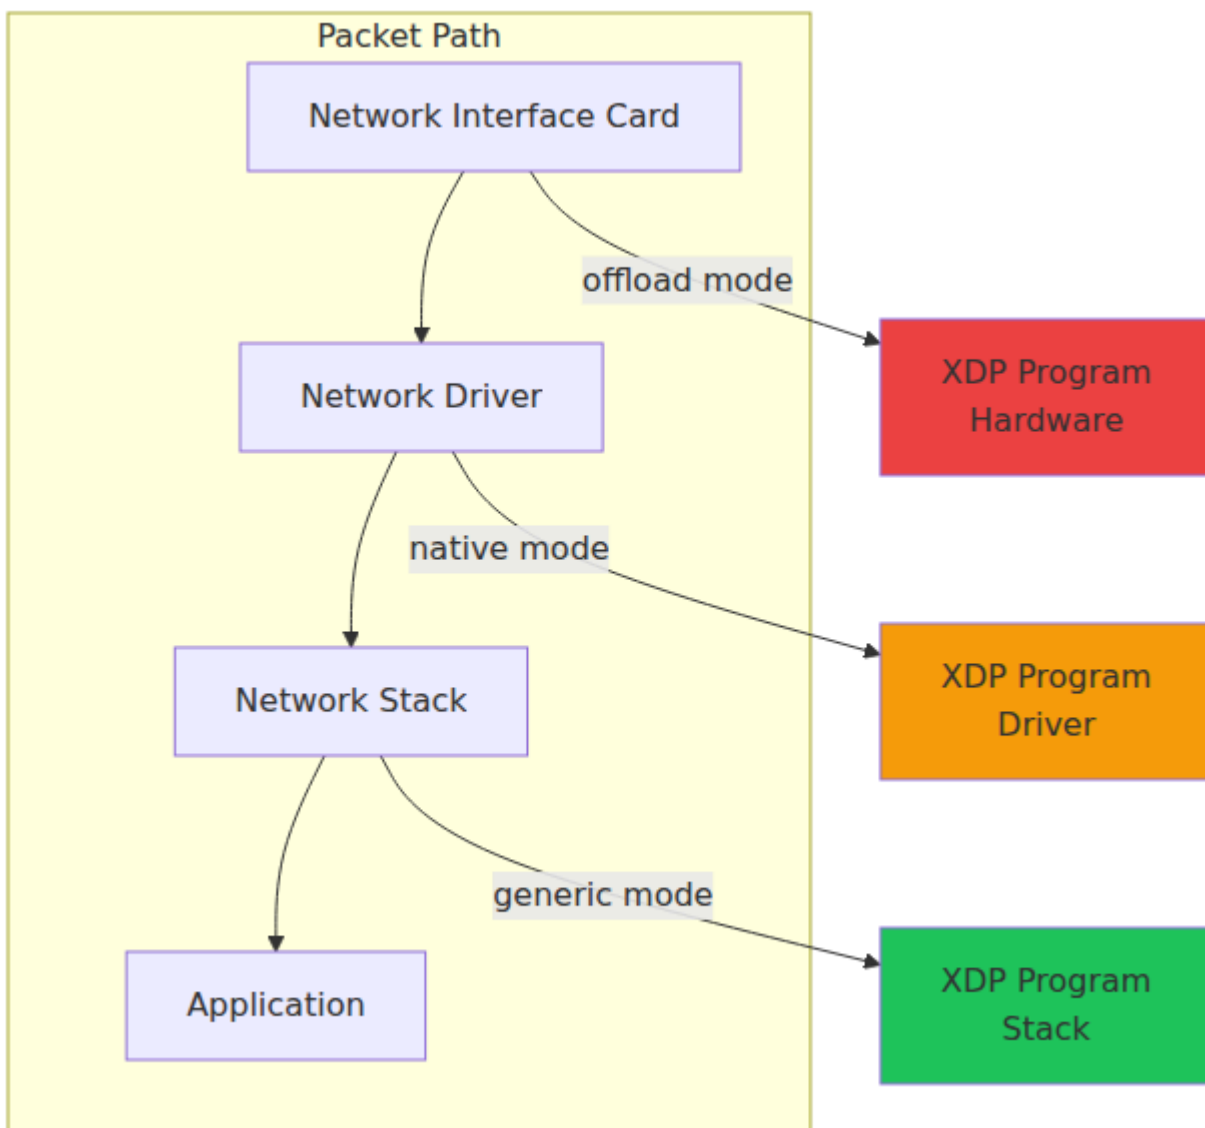 Packet Path
Network Interface Card
offload mode
XDP Program
Hardware
Network Driver
native mode
XDP Program
Driver
Network Stack
generic mode
XDP Program
Stack
Application